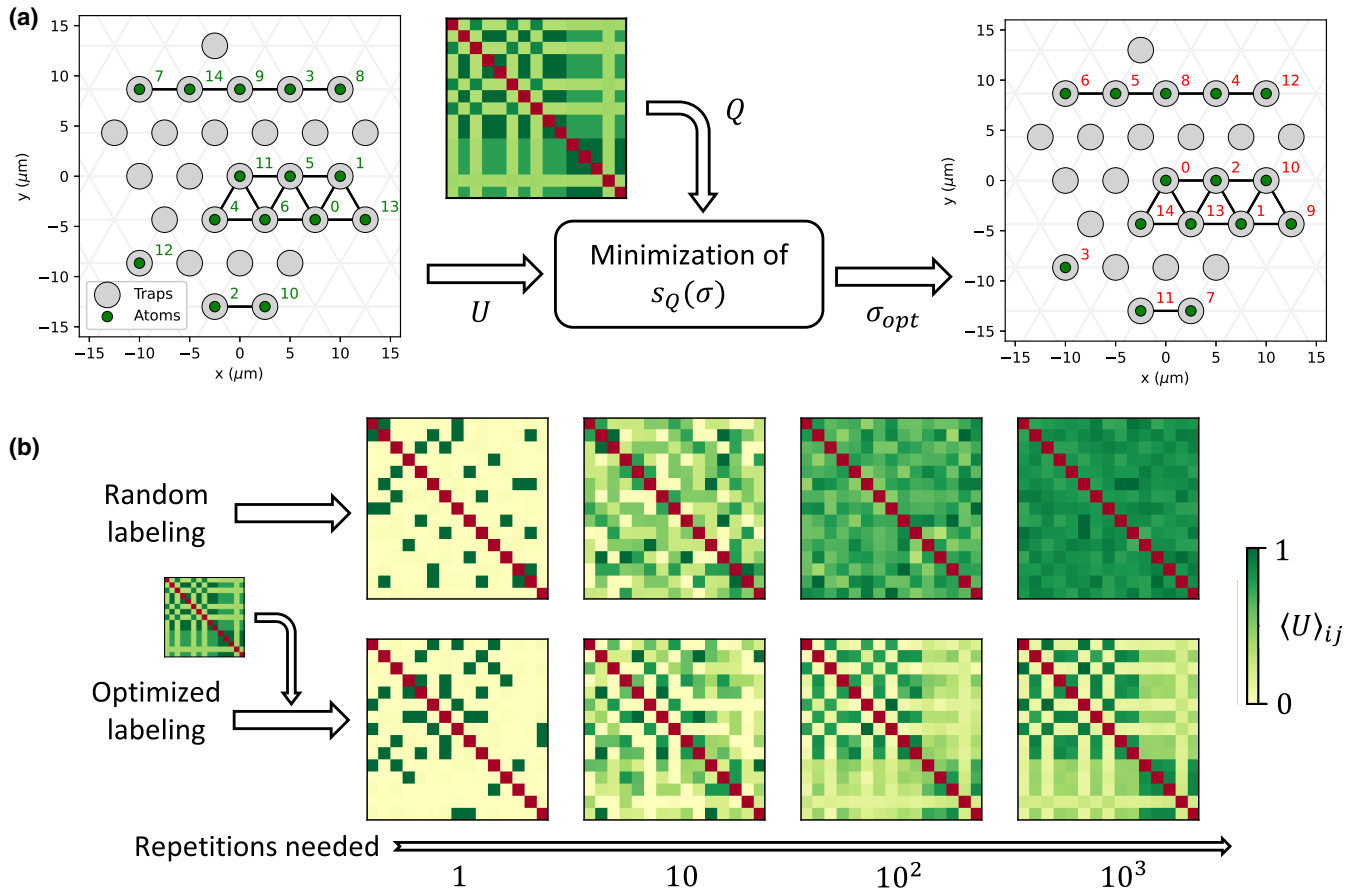 (a)
15
10
5
0
−5
−10
−15
y (μm)
7 14 9 3 8
11 5 1
4 6 0 13
12
2 10
Traps
Atoms
−15 −10 −5 0 5 10 15
x (μm)
U
Q
Minimization of
s_Q(σ)
σ_opt
15
10
5
0
−5
−10
−15
y (μm)
6 5 8 4 12
0 2 10
14 13 1 9
3
11 7
−15 −10 −5 0 5 10 15
x (μm)
(b)
Random
labeling
Optimized
labeling
1
⟨U⟩_ij
0
Repetitions needed
1 10 10² 10³